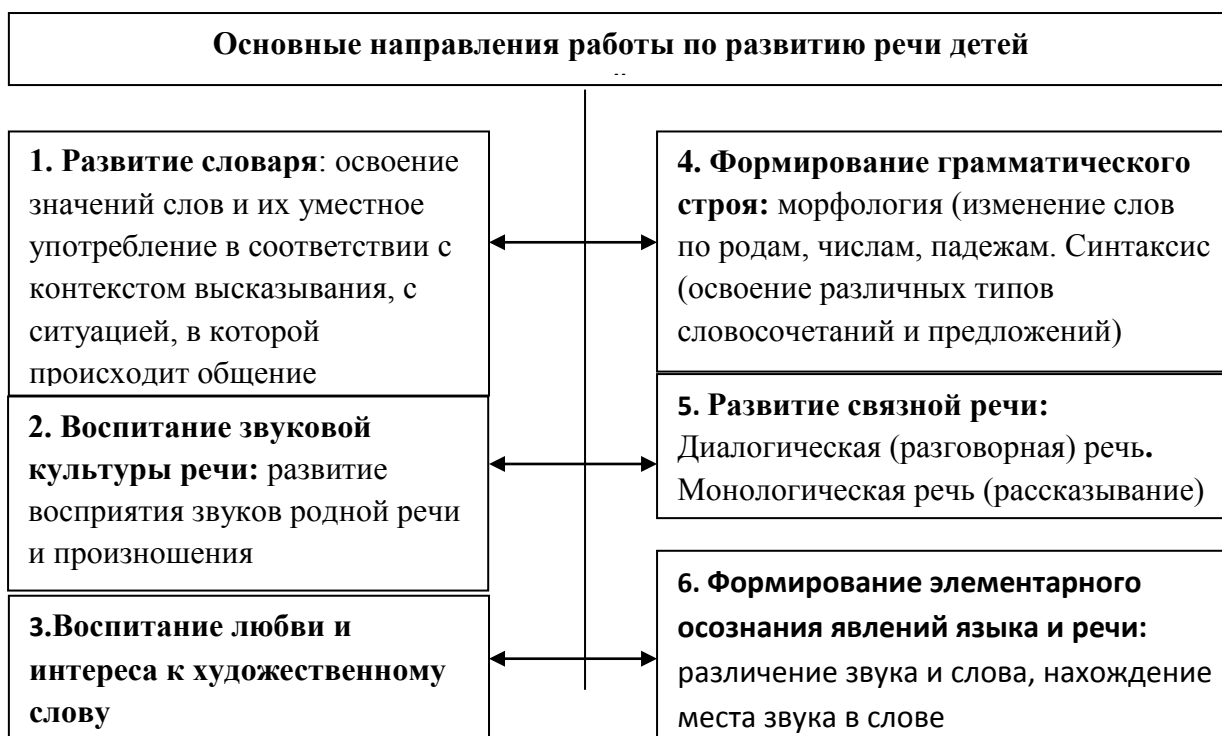 Основные направления работы по развитию речи детей
1. Развитие словаря: освоение
значений слов и их уместное
употребление в соответствии с
контекстом высказывания, с
ситуацией, в которой
происходит общение
2. Воспитание звуковой
культуры речи: развитие
восприятия звуков родной речи
и произношения
3.Воспитание любви и
интереса к художественному
слову
4. Формирование грамматического
строя: морфология (изменение слов
по родам, числам, падежам. Синтаксис
(освоение различных типов
словосочетаний и предложений)
5. Развитие связной речи:
Диалогическая (разговорная) речь.
Монологическая речь (рассказывание)
6. Формирование элементарного
осознания явлений языка и речи:
различение звука и слова, нахождение
места звука в слове